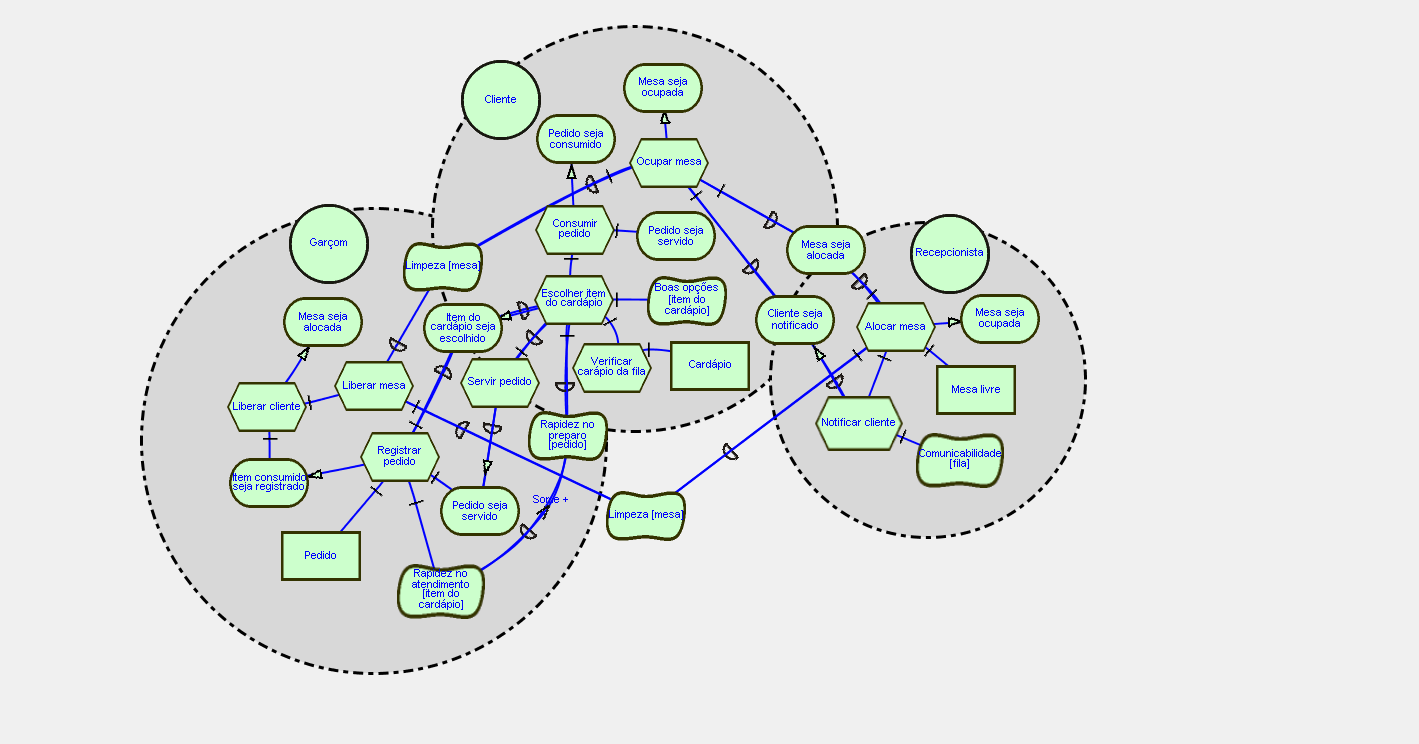 Mesa seja
ocupada
Cliente
Pedido seja
consumido
Ocupar mesa
Consumir
pedido
Pedido seja
servido
Garçom
Mesa seja
alocada
Recepcionista
Limpeza [mesa]
Escolher item
do cardápio
Boas opções
[item do
cardápio]
Mesa seja
alocada
Item do
cardápio seja
escolhido
Cliente seja
notificado
Alocar mesa
Mesa seja
ocupada
Verificar
carápio da fila
Cardápio
Liberar mesa
Servir pedido
Mesa livre
Liberar cliente
Notificar cliente
Rapidez no
preparo
[pedido]
Registrar
pedido
Comunicabilidade
[fila]
Item consumido
seja registrado
Pedido seja
servido
Some +
Limpeza [mesa]
Pedido
Rapidez no
atendimento
[item do
cardápio]